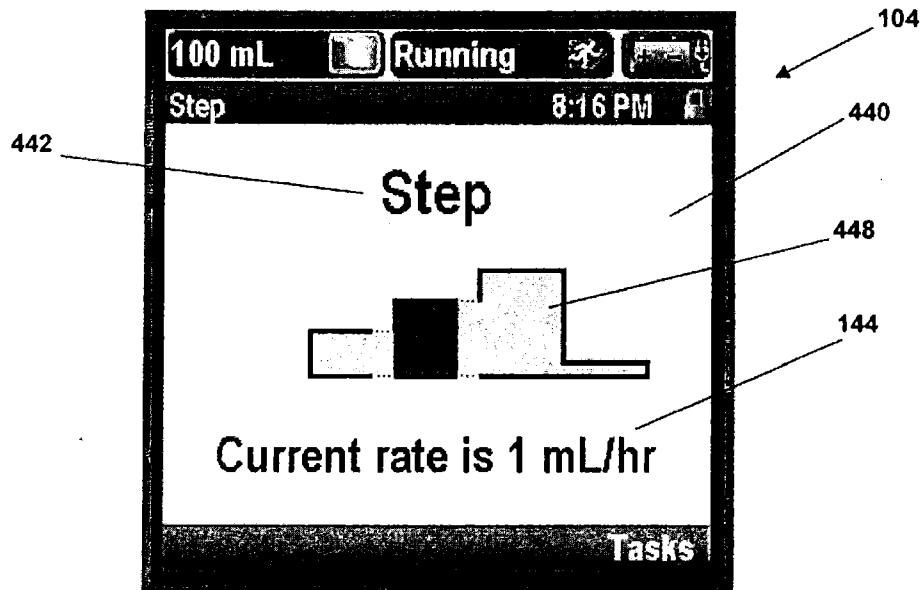 100 mL Running
Step 8:16 PM
Step
Current rate is 1 mL/hr
Tasks
104
440
442
448
144